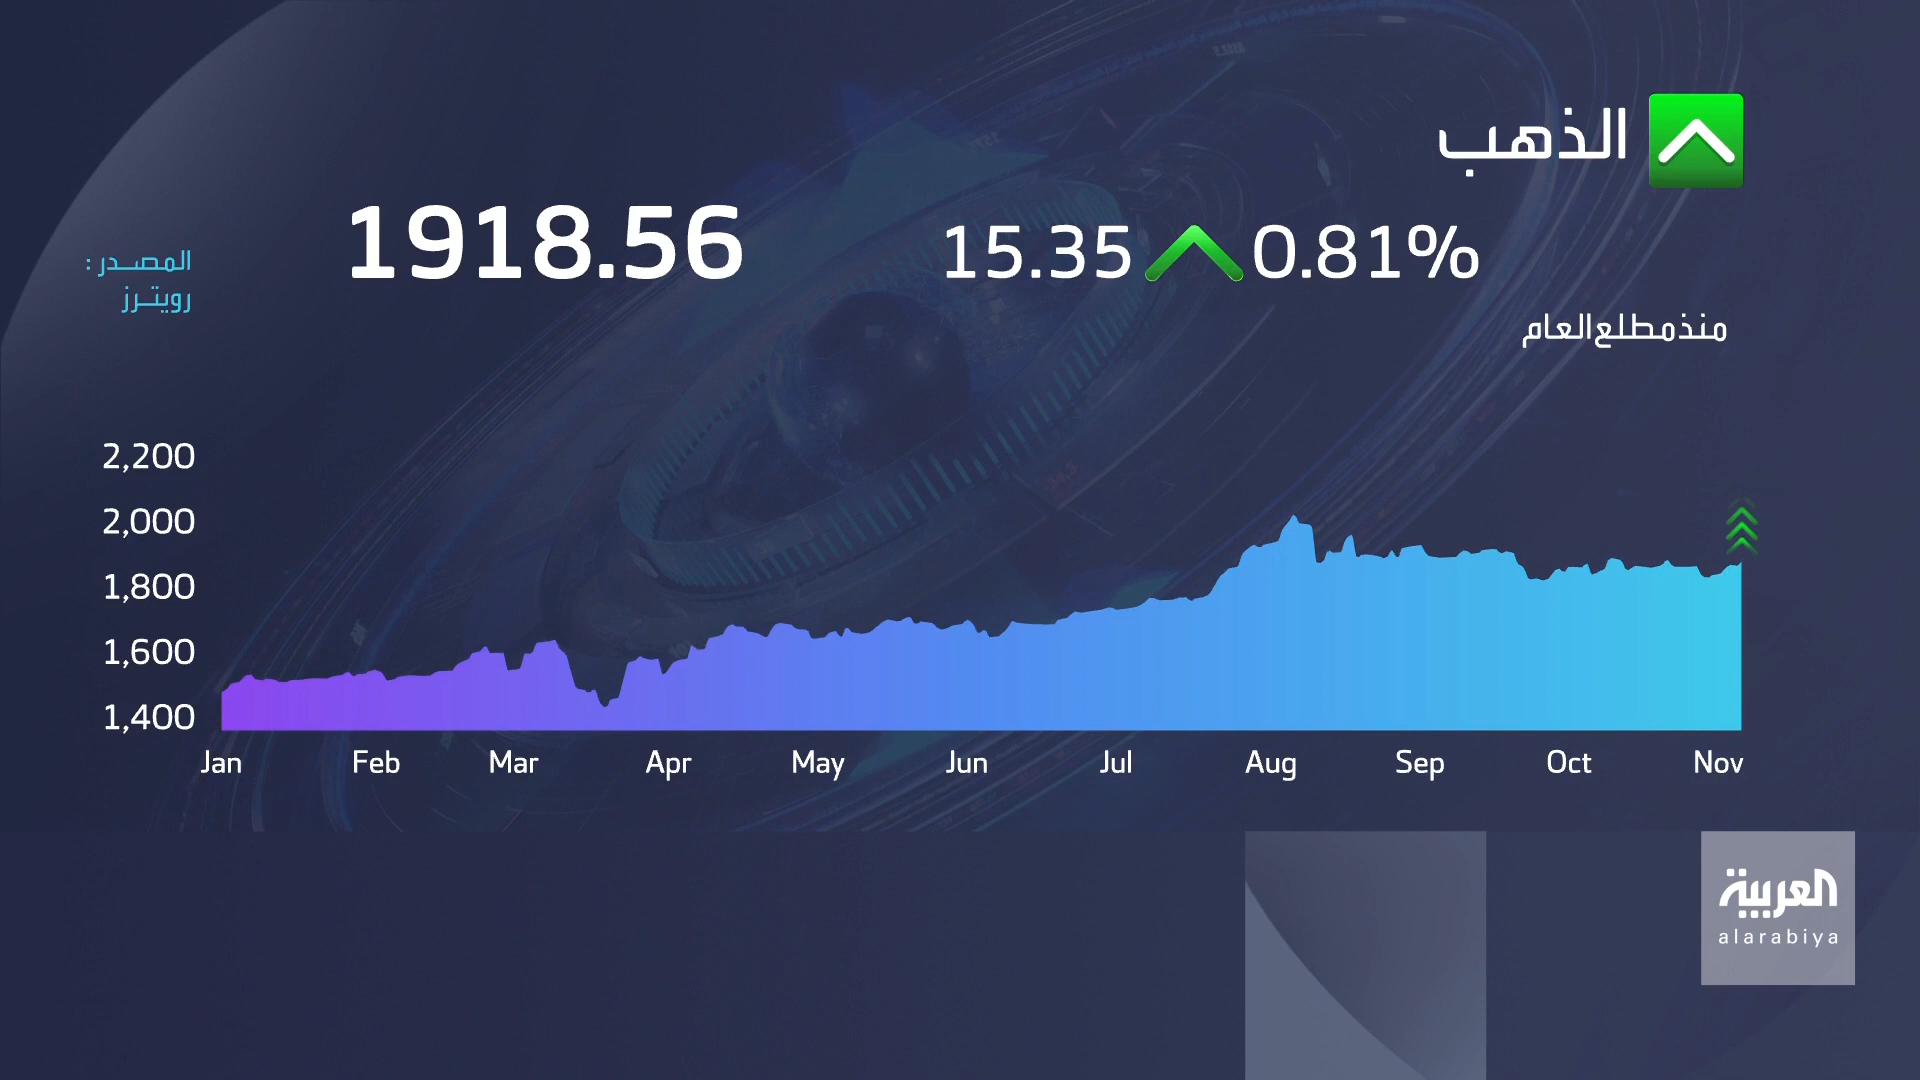 الذهب
1918.56
15.35 0.81%
المصدر :
رويترز
منذ مطلع العام
2,200
2,000
1,800
1,600
1,400
Jan Feb Mar Apr May Jun Jul Aug Sep Oct Nov
العربية
alarabiya